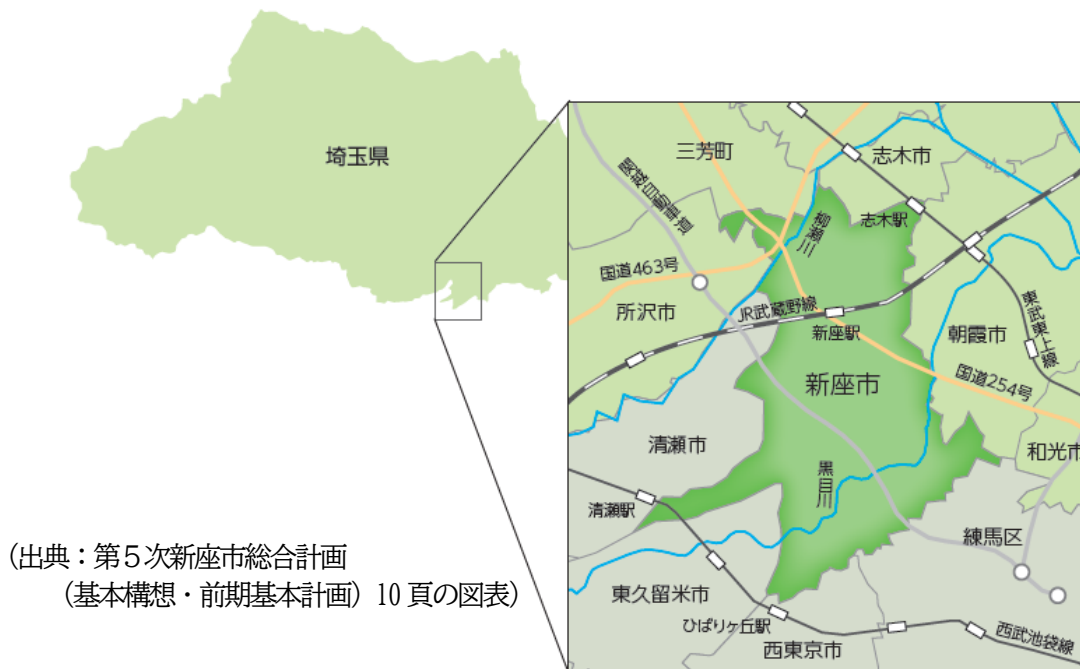 埼玉県
三芳町
志木市
関越自動車道
柳瀬川
志木駅
国道463号
所沢市
JR武蔵野線
新座駅
朝霞市
東武東上線
新座市
国道254号
清瀬市
和光市
黒目川
清瀬駅
練馬区
東久留米市
ひばりヶ丘駅
西東京市
西武池袋線
(出典：第５次新座市総合計画
(基本構想・前期基本計画) 10 頁の図表)